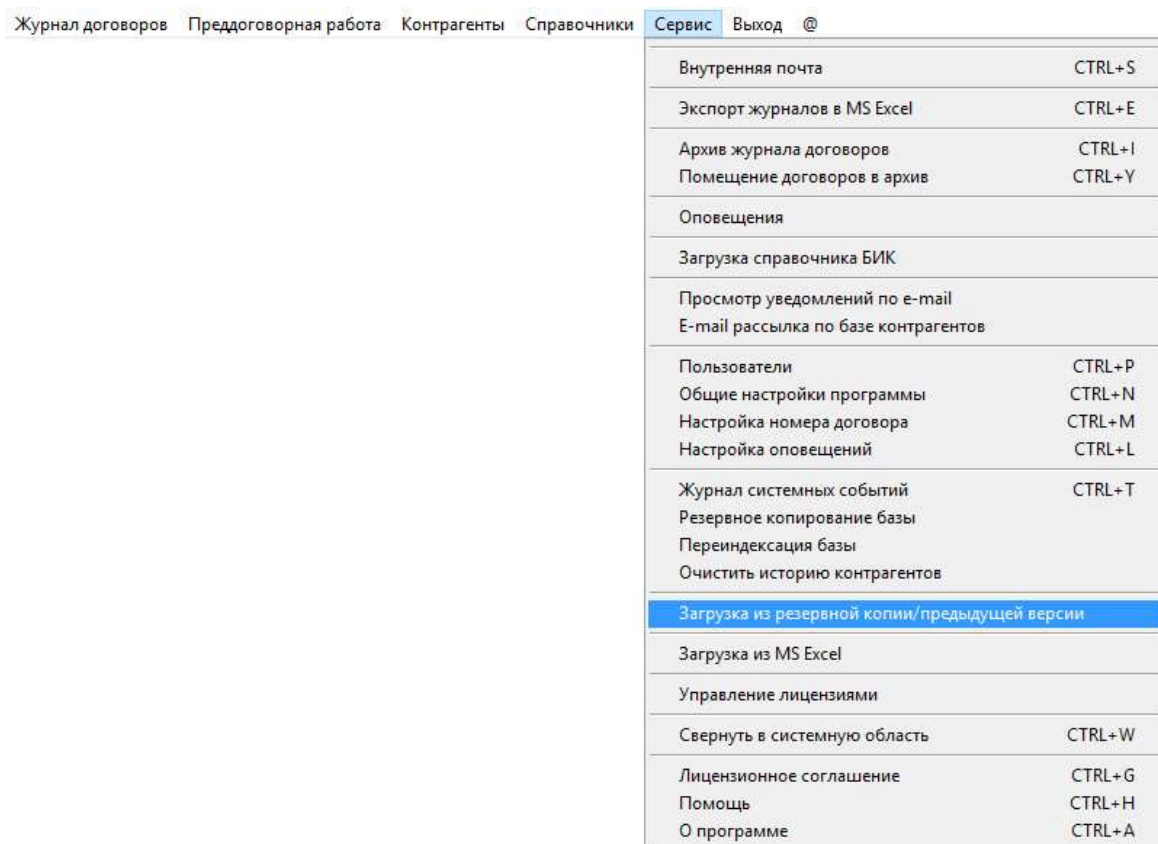 Журнал договоров Преддоговорная работа Контрагенты Справочники Сервис Выход @
Внутренняя почта CTRL+S
Экспорт журналов в MS Excel CTRL+E
Архив журнала договоров CTRL+I
Помещение договоров в архив CTRL+Y
Оповещения
Загрузка справочника БИК
Просмотр уведомлений по e-mail
E-mail рассылка по базе контрагентов
Пользователи CTRL+P
Общие настройки программы CTRL+N
Настройка номера договора CTRL+M
Настройка оповещений CTRL+L
Журнал системных событий CTRL+T
Резервное копирование базы
Переиндексация базы
Очистить историю контрагентов
Загрузка из резервной копии/предыдущей версии
Загрузка из MS Excel
Управление лицензиями
Свернуть в системную область CTRL+W
Лицензионное соглашение CTRL+G
Помощь CTRL+H
О программе CTRL+A